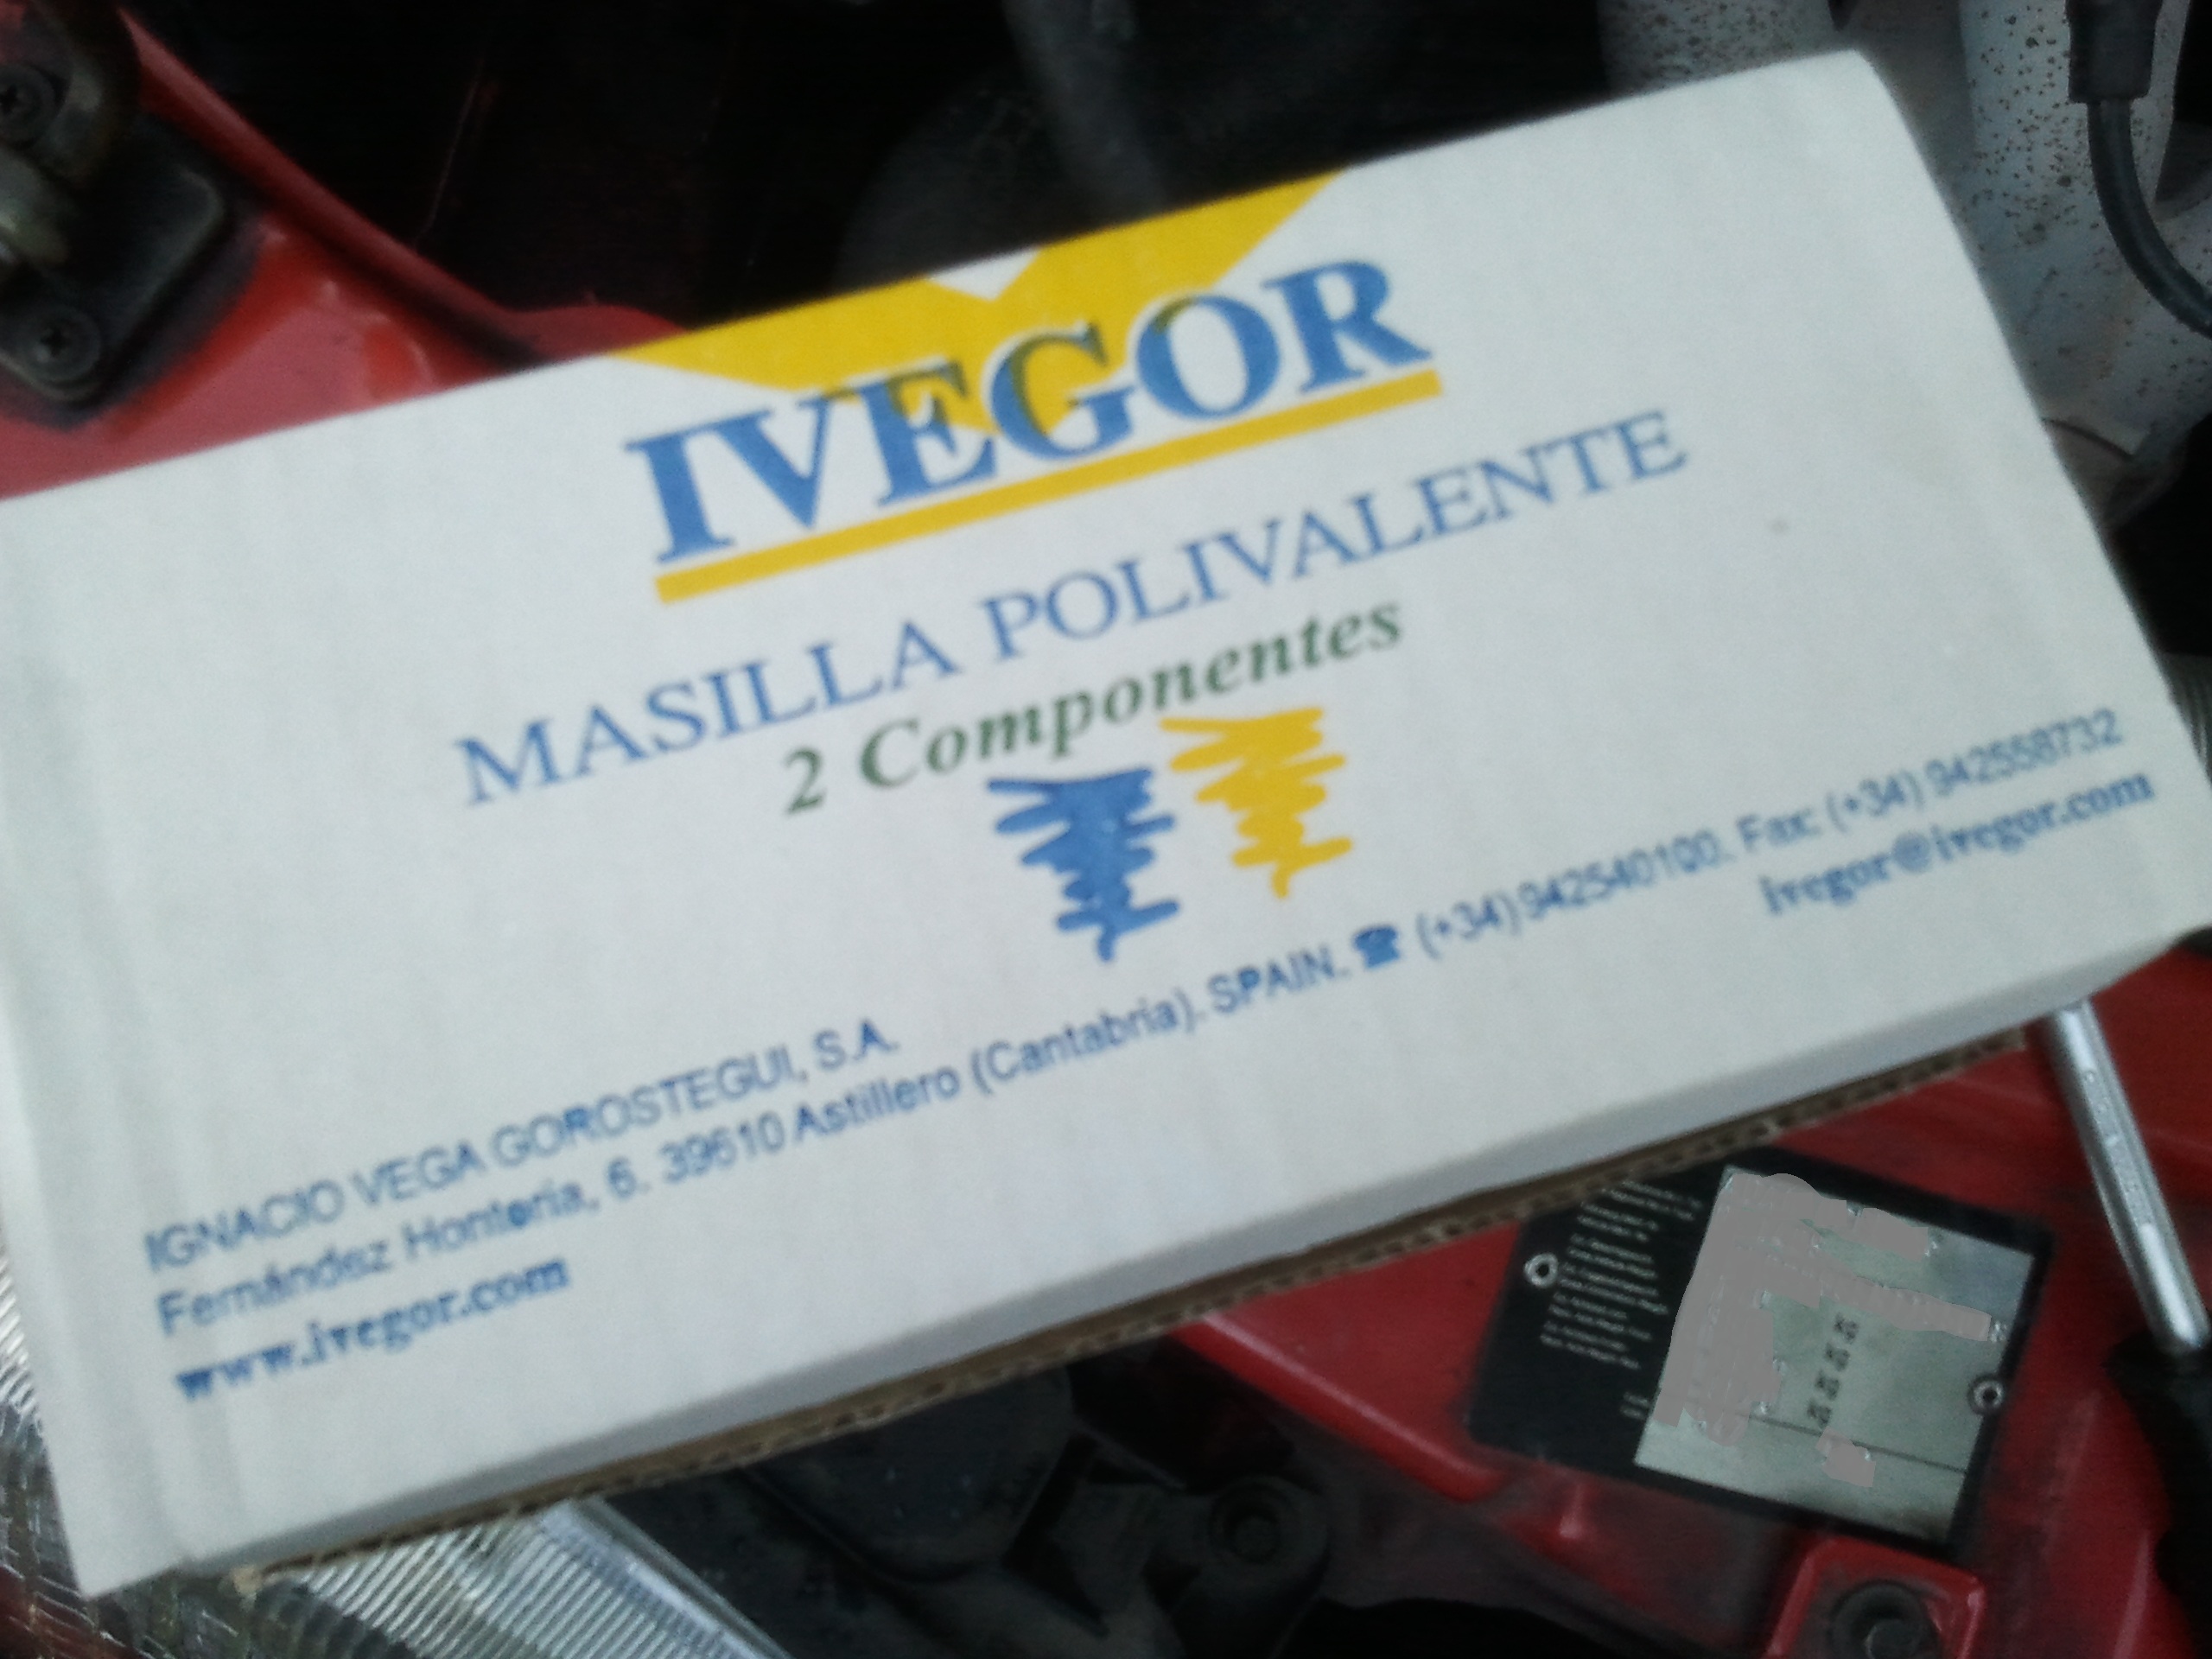 IVEGOR
MASILLA POLIVALENTE
2 Componentes
IGNACIO VEGA GOROSTEGUI, S.A.
Fernández Hontoria, 6. 39610 Astillero (Cantabria). SPAIN. ☎ (+34) 942540100. Fax: (+34) 942558732
www.ivegor.com ivegor@ivegor.com